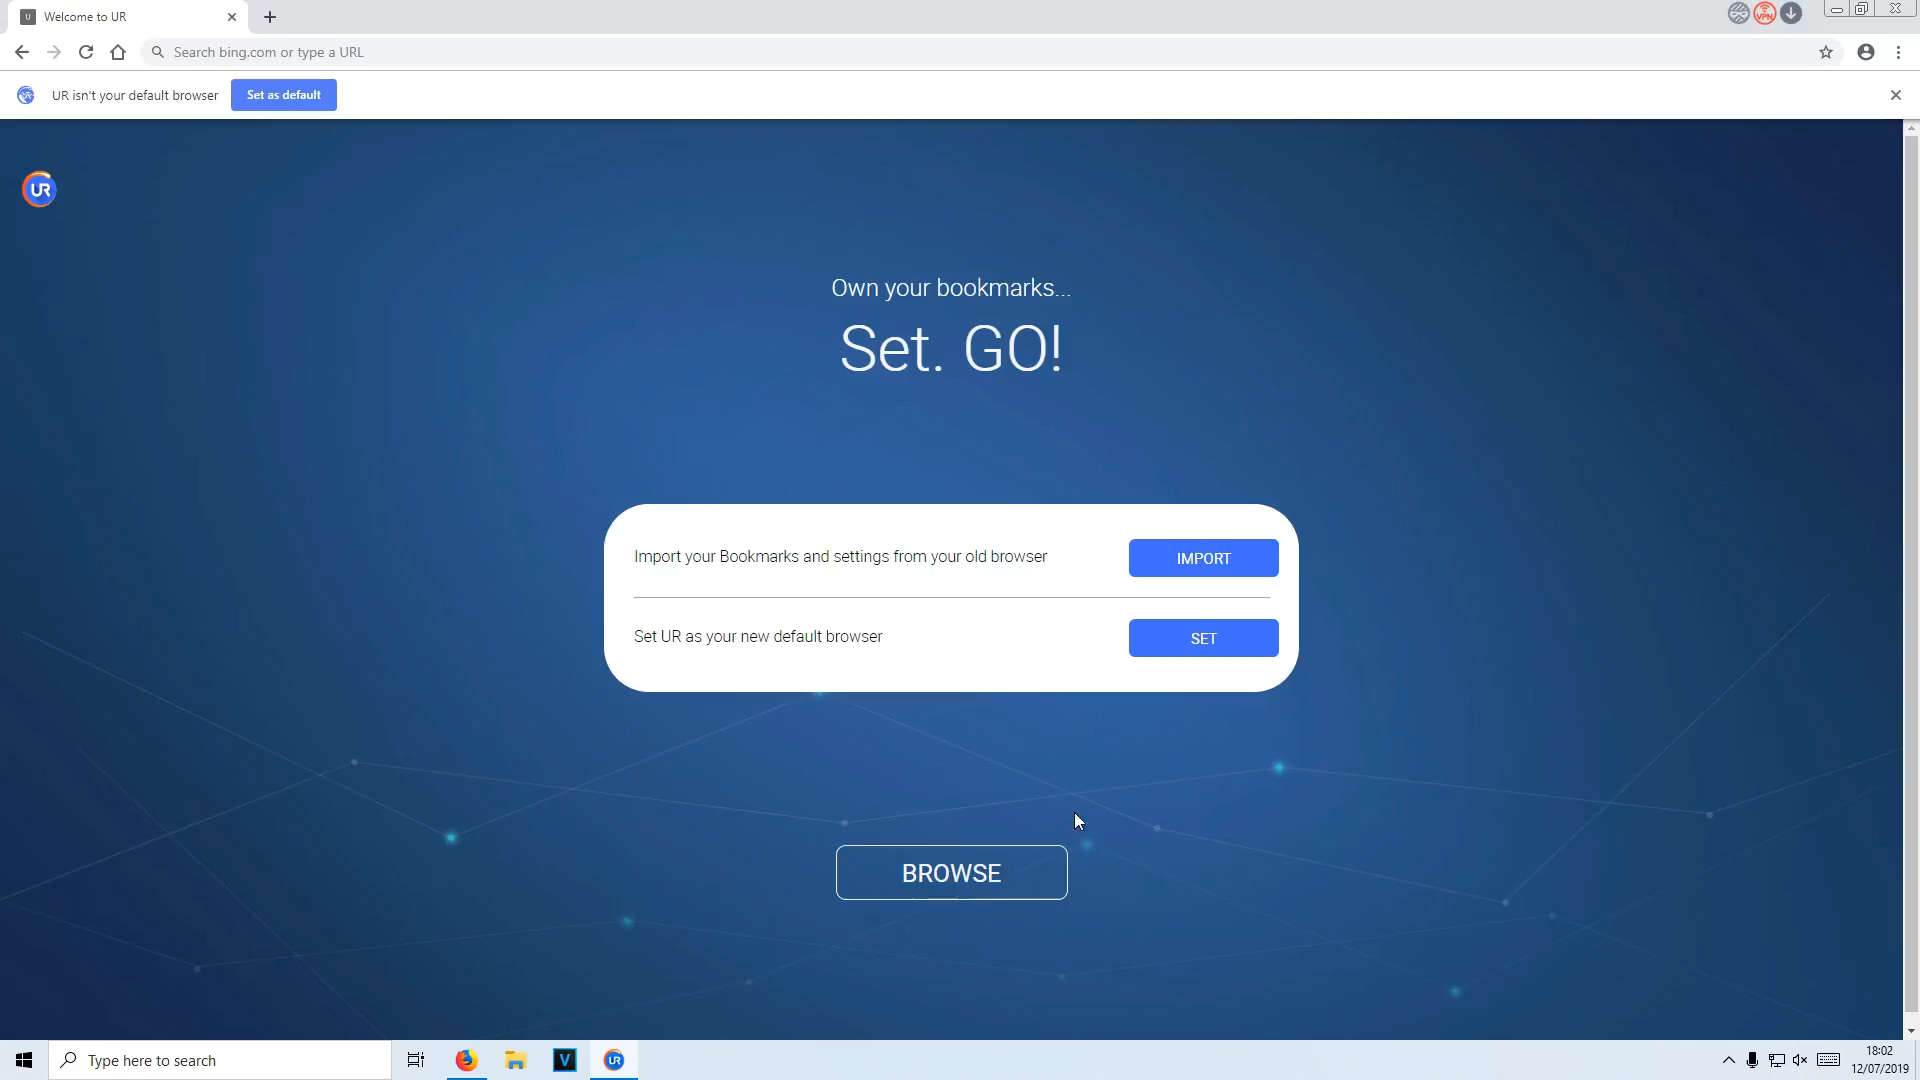 U Welcome to UR
VPN
Search bing.com or type a URL
UR isn't your default browser Set as default
UR
Own your bookmarks...
Set. GO!
Import your Bookmarks and settings from your old browser IMPORT
Set UR as your new default browser SET
BROWSE
Type here to search V UR
18:02
12/07/2019